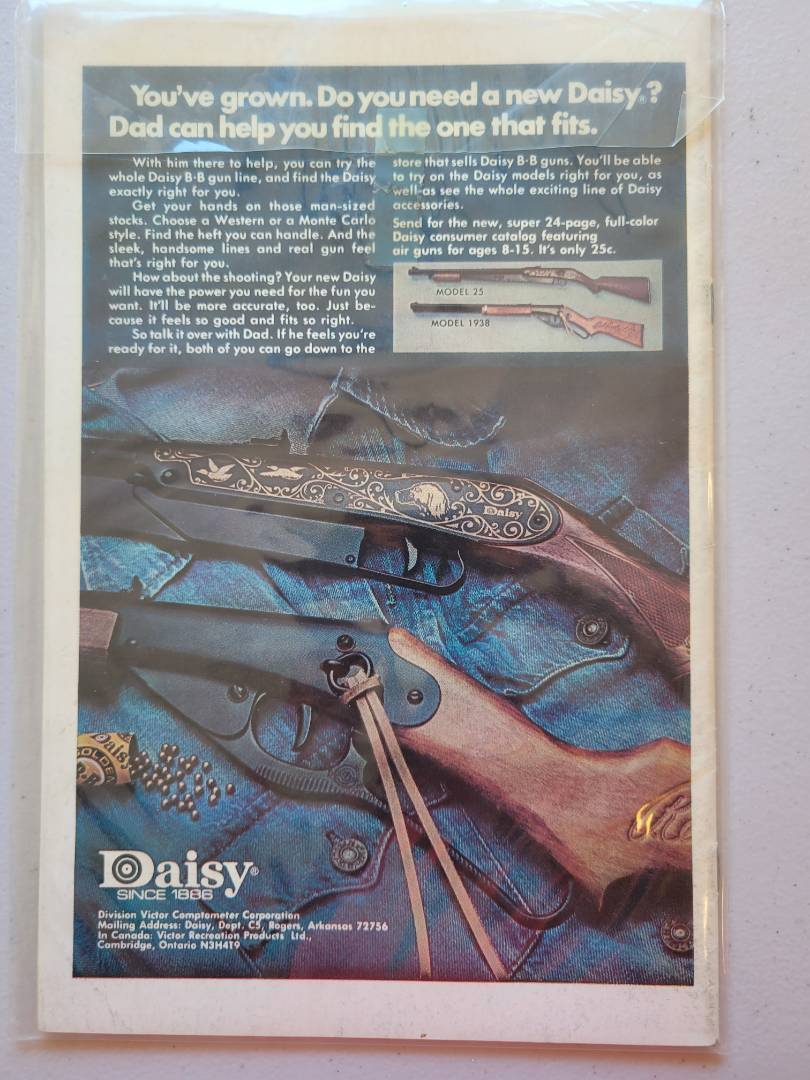 You've grown. Do you need a new Daisy®?
Dad can help you find the one that fits.
With him there to help, you can try the
whole Daisy B·B gun line, and find the Daisy
exactly right for you.
Get your hands on those man-sized
stocks. Choose a Western or a Monte Carlo
style. Find the heft you can handle. And the
sleek, handsome lines and real gun feel
that's right for you.
How about the shooting? Your new Daisy
will have the power you need for the fun you
want. It'll be more accurate, too. Just be-
cause it feels so good and fits so right.
So talk it over with Dad. If he feels you're
ready for it, both of you can go down to the
store that sells Daisy B·B guns. You'll be able
to try on the Daisy models right for you, as
well as see the whole exciting line of Daisy
accessories.
Send for the new, super 24-page, full-color
Daisy consumer catalog featuring
air guns for ages 8-15. It's only 25c.
MODEL 25
MODEL 1938
Daisy
Daisy
GOLDEN
Daisy®
SINCE 1886
Division Victor Comptometer Corporation
Mailing Address: Daisy, Dept. C5, Rogers, Arkansas 72756
In Canada: Victor Recreation Products Ltd.,
Cambridge, Ontario N3H4T9